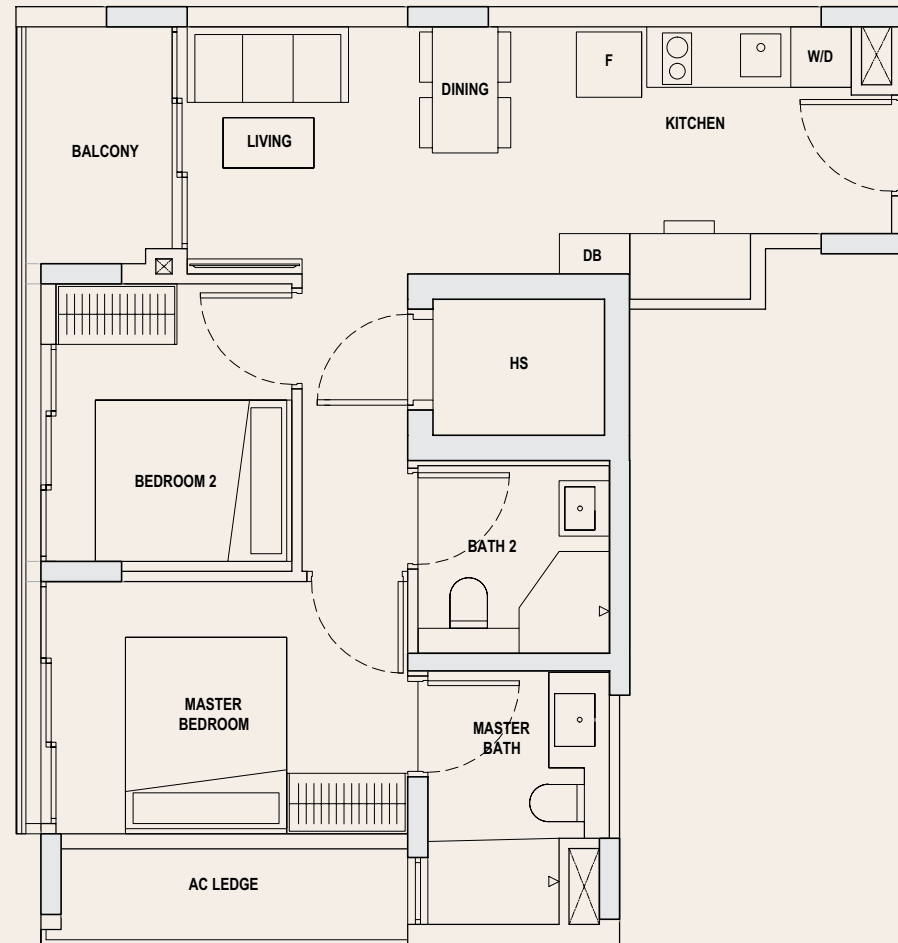 W/D
F
DINING
KITCHEN
LIVING
BALCONY
DB
HS
BEDROOM 2
BATH 2
MASTER
BEDROOM
MASTER
BATH
AC LEDGE